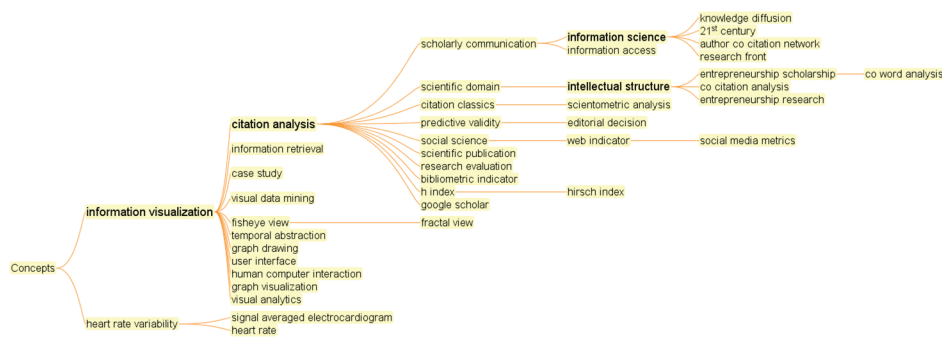 knowledge diffusion
information science
21st century
scholarly communication
author co citation network
information access
research front
entrepreneurship scholarship
co word analysis
scientific domain
intellectual structure
co citation analysis
citation classics
scientometric analysis
entrepreneurship research
citation analysis
predictive validity
editorial decision
social science
web indicator
social media metrics
information retrieval
scientific publication
research evaluation
case study
bibliometric indicator
h index
hirsch index
visual data mining
google scholar
information visualization
fisheye view
fractal view
temporal abstraction
graph drawing
user interface
Concepts
human computer interaction
graph visualization
visual analytics
heart rate variability
signal averaged electrocardiogram
heart rate